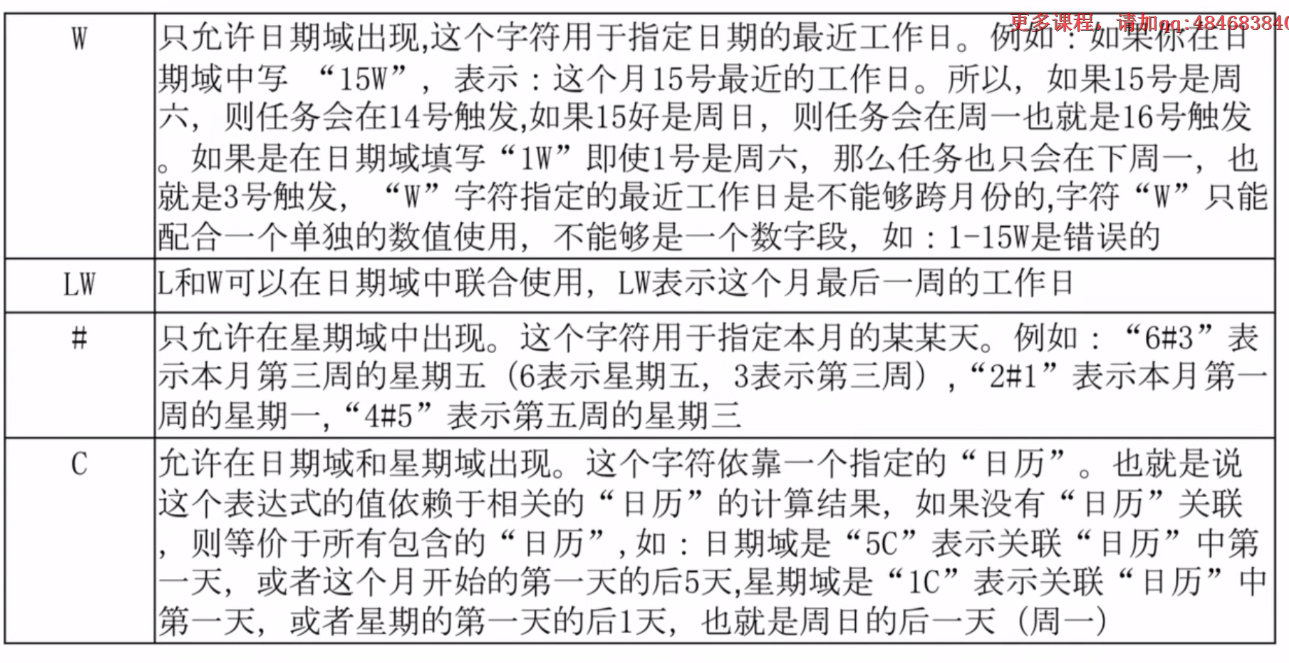 更多课程，请加qq:484683840
W
只允许日期域出现,这个字符用于指定日期的最近工作日。例如：如果你在日
期域中写 “15W”，表示：这个月15号最近的工作日。所以，如果15号是周
六，则任务会在14号触发,如果15好是周日，则任务会在周一也就是16号触发
。如果是在日期域填写“1W”即使1号是周六，那么任务也只会在下周一，也
就是3号触发，“W”字符指定的最近工作日是不能够跨月份的,字符“W”只能
配合一个单独的数值使用，不能够是一个数字段，如：1-15W是错误的
LW
L和W可以在日期域中联合使用，LW表示这个月最后一周的工作日
#
只允许在星期域中出现。这个字符用于指定本月的某某天。例如：“6#3”表
示本月第三周的星期五（6表示星期五，3表示第三周）,“2#1”表示本月第一
周的星期一,“4#5”表示第五周的星期三
C
允许在日期域和星期域出现。这个字符依靠一个指定的“日历”。也就是说
这个表达式的值依赖于相关的“日历”的计算结果，如果没有“日历”关联
，则等价于所有包含的“日历”,如：日期域是“5C”表示关联“日历”中第
一天，或者这个月开始的第一天的后5天,星期域是“1C”表示关联“日历”中
第一天，或者星期的第一天的后1天，也就是周日的后一天（周一）